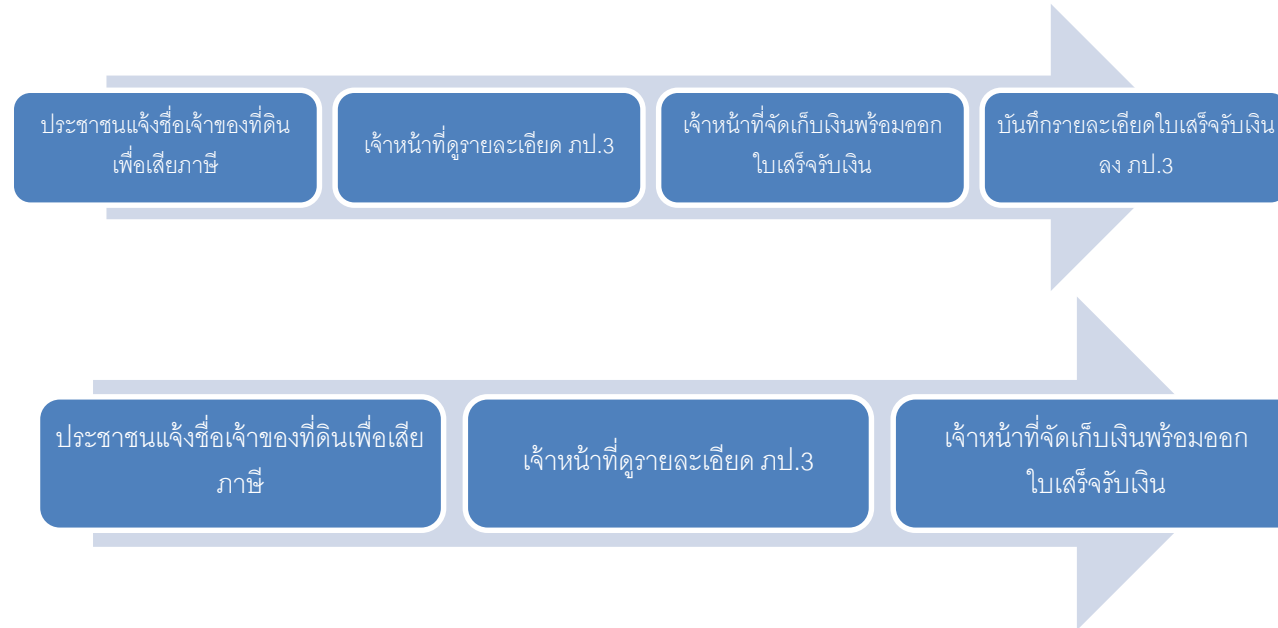 ประชาชนแจ้งชื่อเจ้าของที่ดิน
เพื่อเสียภาษี
เจ้าหน้าที่ดูรายละเอียด ภป.3
เจ้าหน้าที่จัดเก็บเงินพร้อมออก
ใบเสร็จรับเงิน
บันทึกรายละเอียดใบเสร็จรับเงิน
ลง ภป.3
ประชาชนแจ้งชื่อเจ้าของที่ดินเพื่อเสีย
ภาษี
เจ้าหน้าที่ดูรายละเอียด ภป.3
เจ้าหน้าที่จัดเก็บเงินพร้อมออก
ใบเสร็จรับเงิน